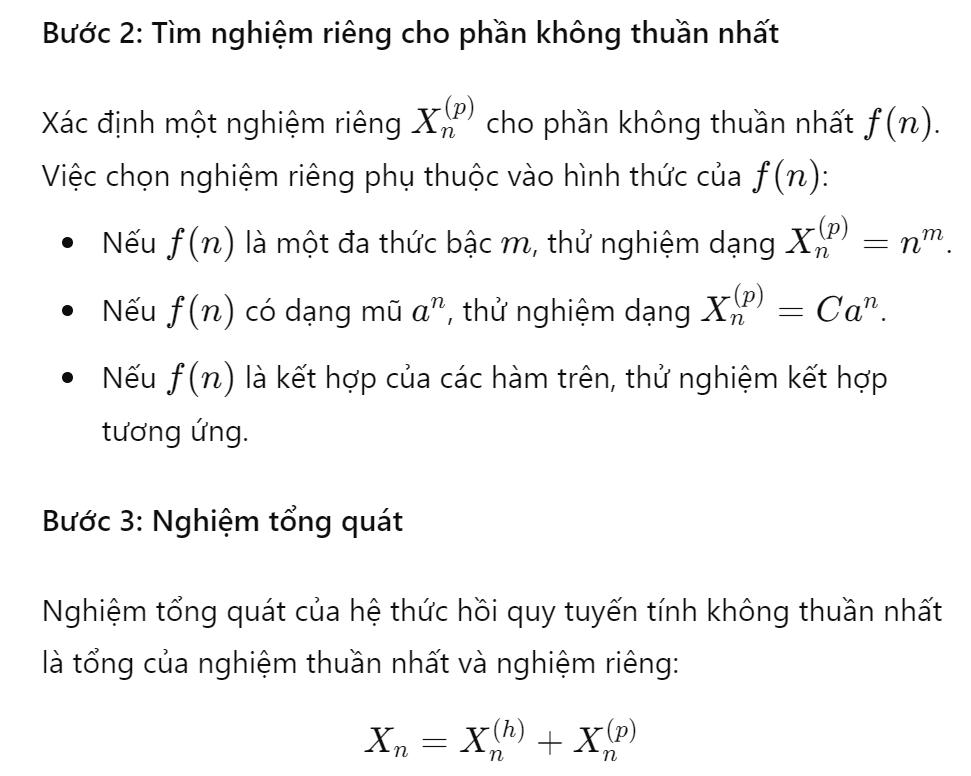 Bước 2: Tìm nghiệm riêng cho phần không thuần nhất
Xác định một nghiệm riêng $X_n^{(p)}$ cho phần không thuần nhất $f(n)$.
Việc chọn nghiệm riêng phụ thuộc vào hình thức của $f(n)$:
• Nếu $f(n)$ là một đa thức bậc $m$, thử nghiệm dạng $X_n^{(p)} = n^m$.
• Nếu $f(n)$ có dạng mũ $a^n$, thử nghiệm dạng $X_n^{(p)} = Ca^n$.
• Nếu $f(n)$ là kết hợp của các hàm trên, thử nghiệm kết hợp
tương ứng.
Bước 3: Nghiệm tổng quát
Nghiệm tổng quát của hệ thức hồi quy tuyến tính không thuần nhất
là tổng của nghiệm thuần nhất và nghiệm riêng:
$X_n = X_n^{(h)} + X_n^{(p)}$